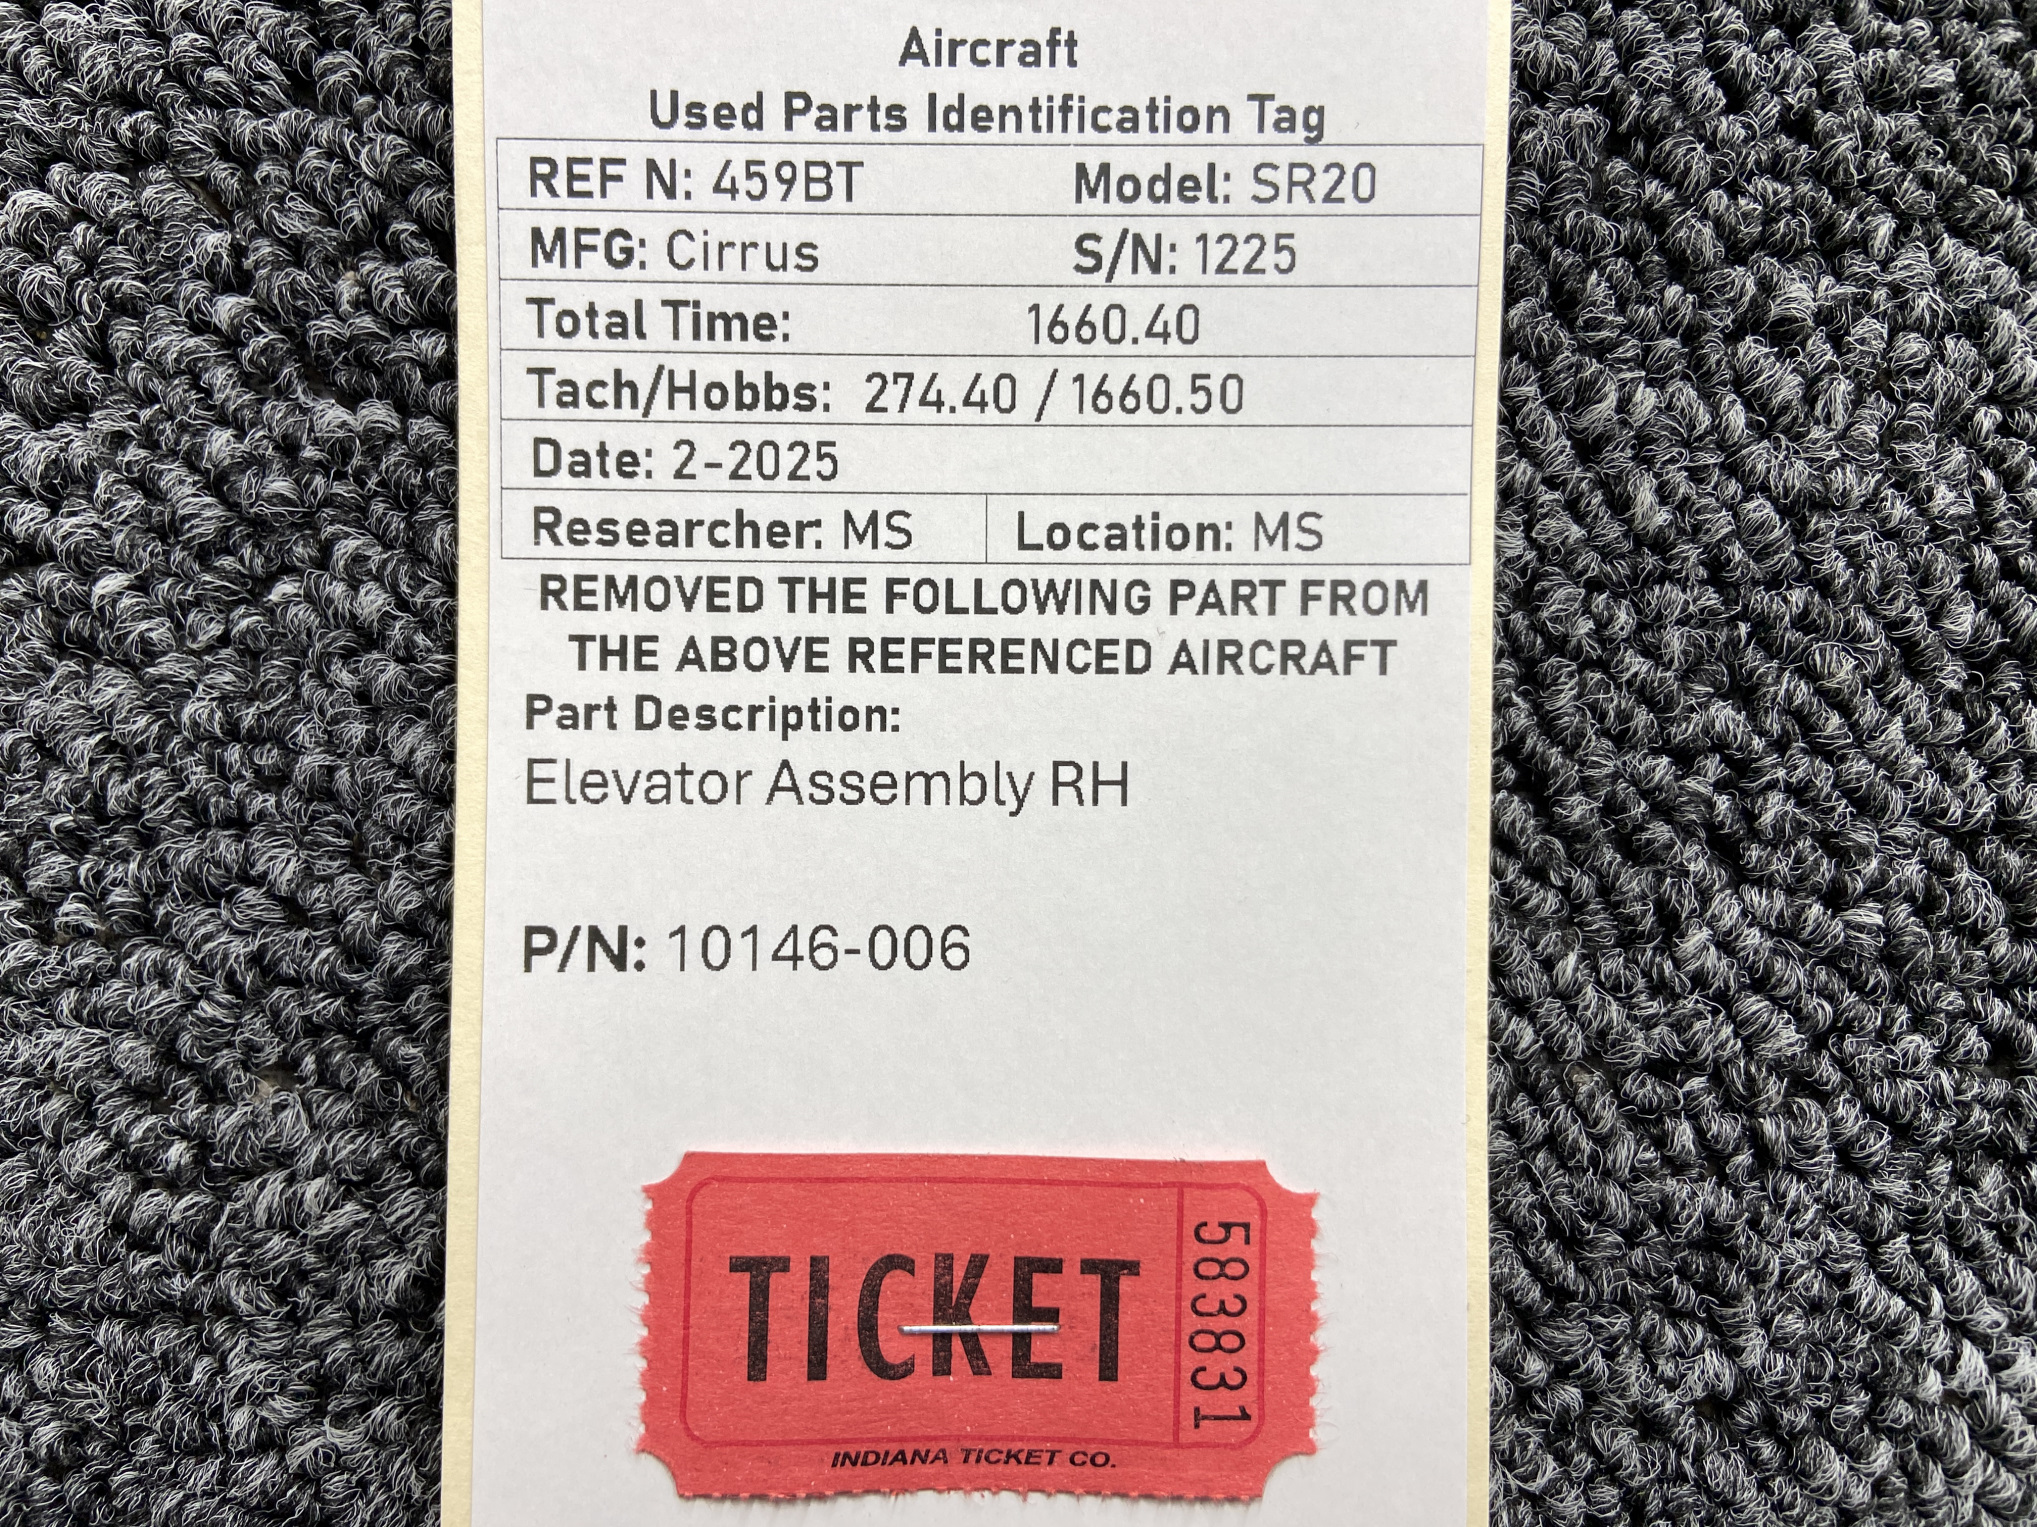 Aircraft
Used Parts Identification Tag
REF N: 459BT Model: SR20
MFG: Cirrus S/N: 1225
Total Time: 1660.40
Tach/Hobbs: 274.40 / 1660.50
Date: 2-2025
Researcher: MS Location: MS
REMOVED THE FOLLOWING PART FROM
THE ABOVE REFERENCED AIRCRAFT
Part Description:
Elevator Assembly RH
P/N: 10146-006
TICKET
583831
INDIANA TICKET CO.